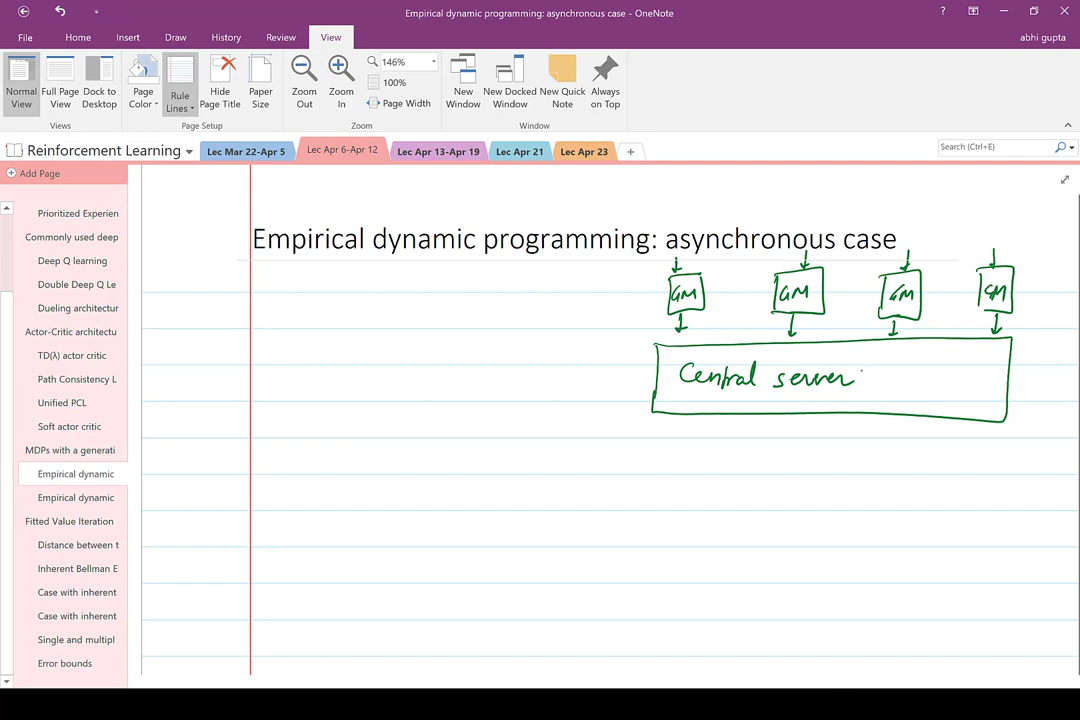 Empirical dynamic programming: asynchronous case - OneNote
?
File
Home
Insert
Draw
History
Review
View
abhi gupta
Normal View
Full Page View
Dock to Desktop
Page Color
Rule Lines
Hide Page Title
Paper Size
Zoom Out
Zoom In
146%
100%
Page Width
New Window
New Docked Window
New Quick Note
Always on Top
Views
Page Setup
Zoom
Window
Reinforcement Learning
Lec Mar 22-Apr 5
Lec Apr 6-Apr 12
Lec Apr 13-Apr 19
Lec Apr 21
Lec Apr 23
Search (Ctrl+E)
Add Page
Prioritized Experien
Commonly used deep
Deep Q learning
Double Deep Q Le
Dueling architectur
Actor-Critic architectu
TD(λ) actor critic
Path Consistency L
Unified PCL
Soft actor critic
MDPs with a generati
Empirical dynamic
Empirical dynamic
Fitted Value Iteration
Distance between t
Inherent Bellman E
Case with inherent
Case with inherent
Single and multipl
Error bounds
Empirical dynamic programming: asynchronous case
GM GM GM GM
Central server